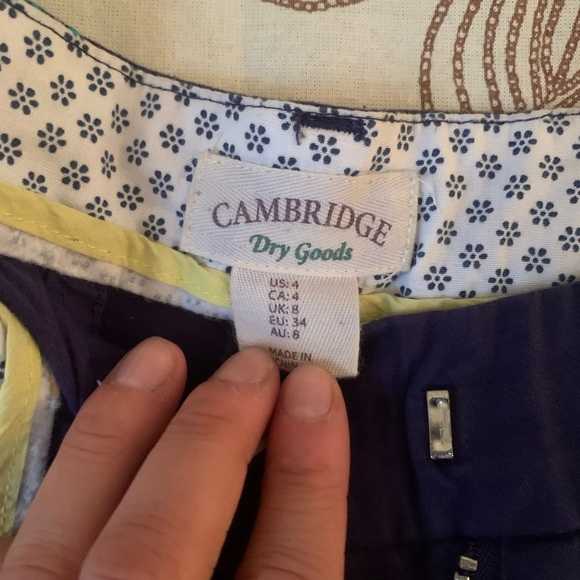 CAMBRIDGE
Dry Goods
US: 4
CA: 4
UK: 8
EU: 34
AU: 8
MADE IN